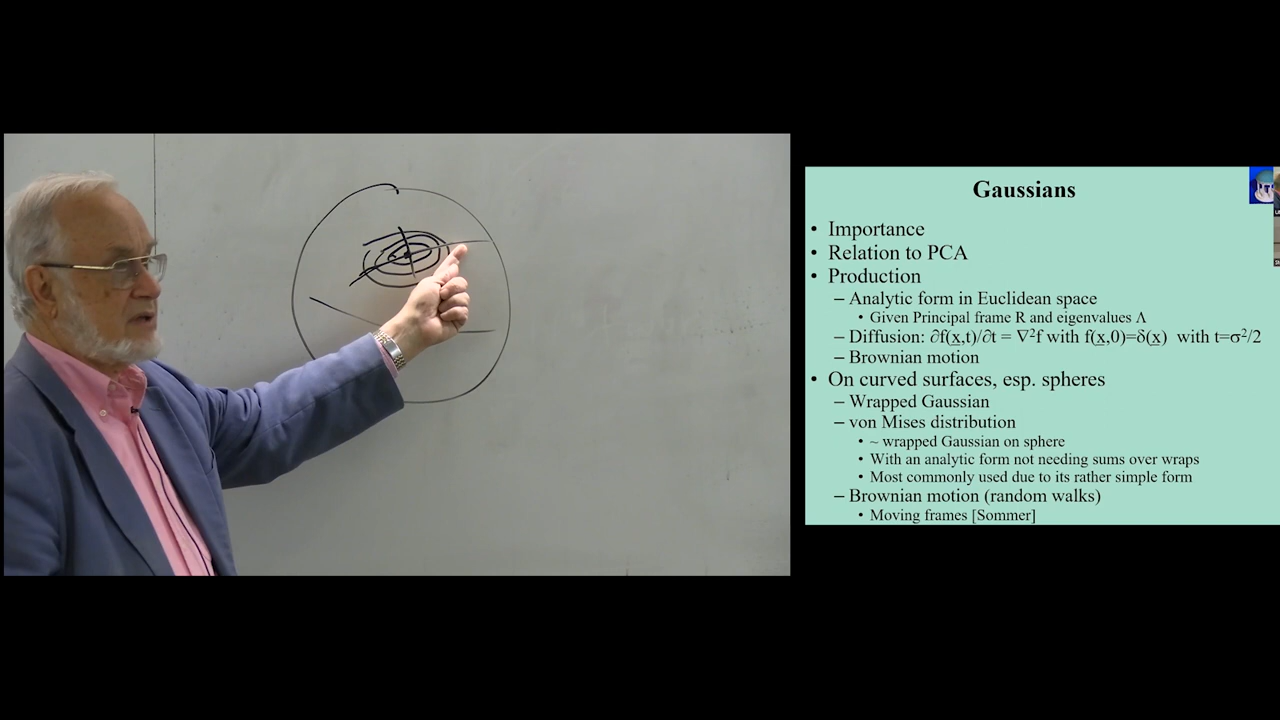 Gaussians
• Importance
• Relation to PCA
• Production
– Analytic form in Euclidean space
• Given Principal frame R and eigenvalues Λ
– Diffusion: ∂f(x,t)/∂t = ∇²f with f(x,0)=δ(x) with t=σ²/2
– Brownian motion
• On curved surfaces, esp. spheres
– Wrapped Gaussian
– von Mises distribution
• ~ wrapped Gaussian on sphere
• With an analytic form not needing sums over wraps
• Most commonly used due to its rather simple form
– Brownian motion (random walks)
• Moving frames [Sommer]